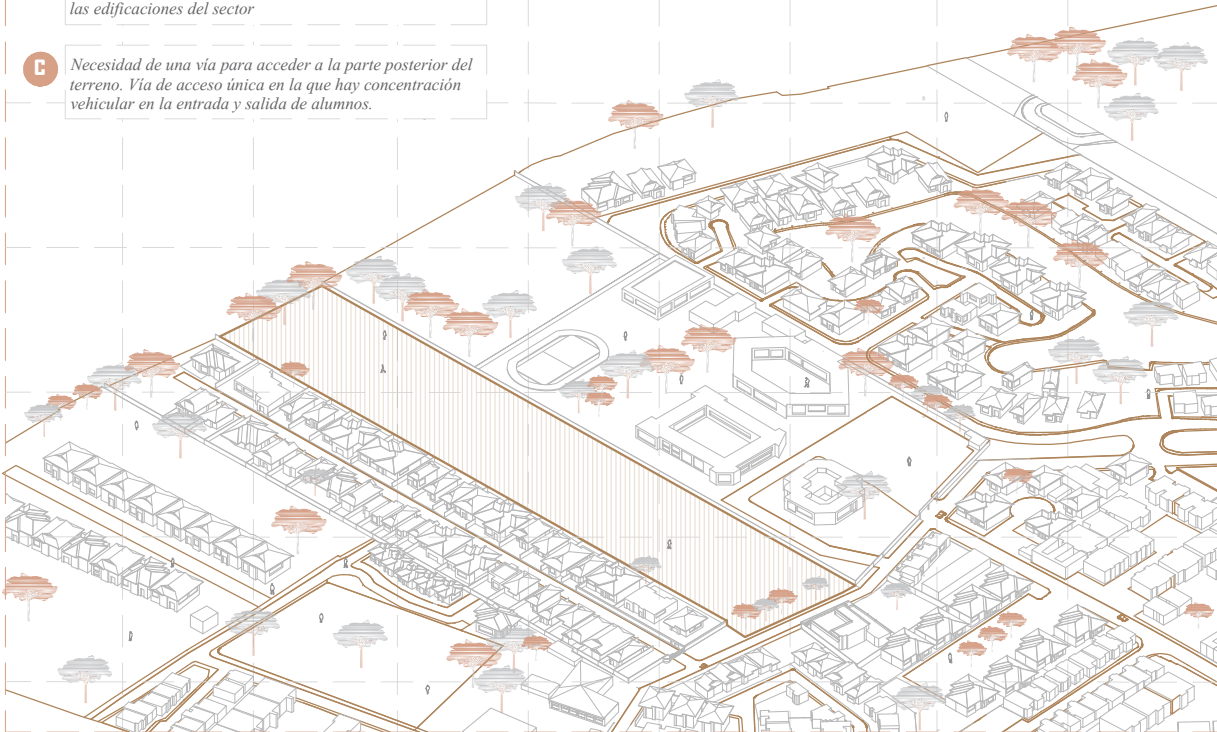 las edificaciones del sector
C
Necesidad de una vía para acceder a la parte posterior del
terreno. Vía de acceso única en la que hay concentración
vehicular en la entrada y salida de alumnos.